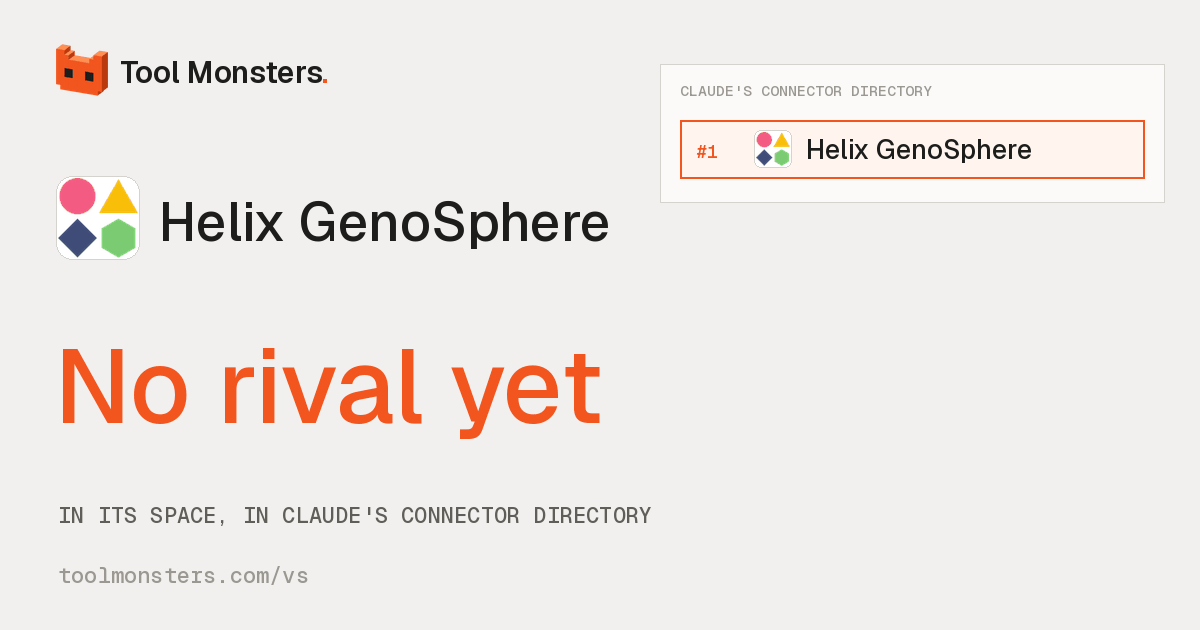 Tool Monsters.
Helix GenoSphere
No rival yet
IN ITS SPACE, IN CLAUDE'S CONNECTOR DIRECTORY
toolmonsters.com/vs
CLAUDE'S CONNECTOR DIRECTORY
#1 Helix GenoSphere